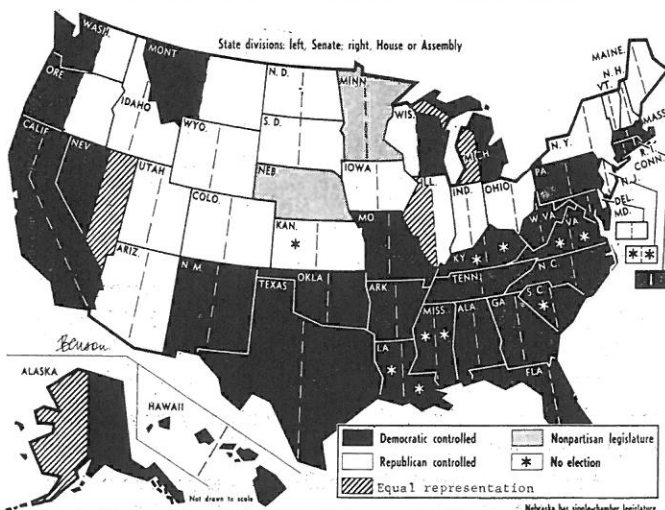 State divisions: left, Senate; right, House or Assembly
WASH.
MONT
ORE
IDAHO
WYO.
N. D.
S. D.
MINN.
WIS.
MICH.
MAINE.
N. H.
VT.
MASS
R. I.
CONN.
N. Y.
N. J.
DEL.
MD.
PA
CALIF
NEV
UTAH
COLO.
NEB.
IOWA
ILL.
IND.
OHIO
W. VA
VA
KAN.
*
MO
KY
*
*
*
*
*
*
TENN.
N. C.
S. C.
*
ARIZ.
N. M.
OKLA
TEXAS
ARK
MISS.
*
*
ALA
GA
LA
*
*
FLA
Benson
ALASKA
HAWAII
Not drawn to scale
Democratic controlled
Republican controlled
Equal representation
Nonpartisan legislature
* No election
Nebraska has single-chamber legislature